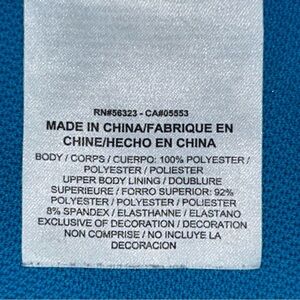 RN#56323 - CA#05553
MADE IN CHINA/FABRIQUE EN
CHINE/HECHO EN CHINA
BODY / CORPS / CUERPO: 100% POLYESTER /
POLYESTER / POLIESTER
UPPER BODY LINING / DOUBLURE
SUPERIEURE / FORRO SUPERIOR: 92%
POLYESTER / POLYESTER / POLIESTER
8% SPANDEX / ELASTHANNE / ELASTANO
EXCLUSIVE OF DECORATION / DECORATION
NON COMPRISE / NO INCLUYE LA
DECORACION